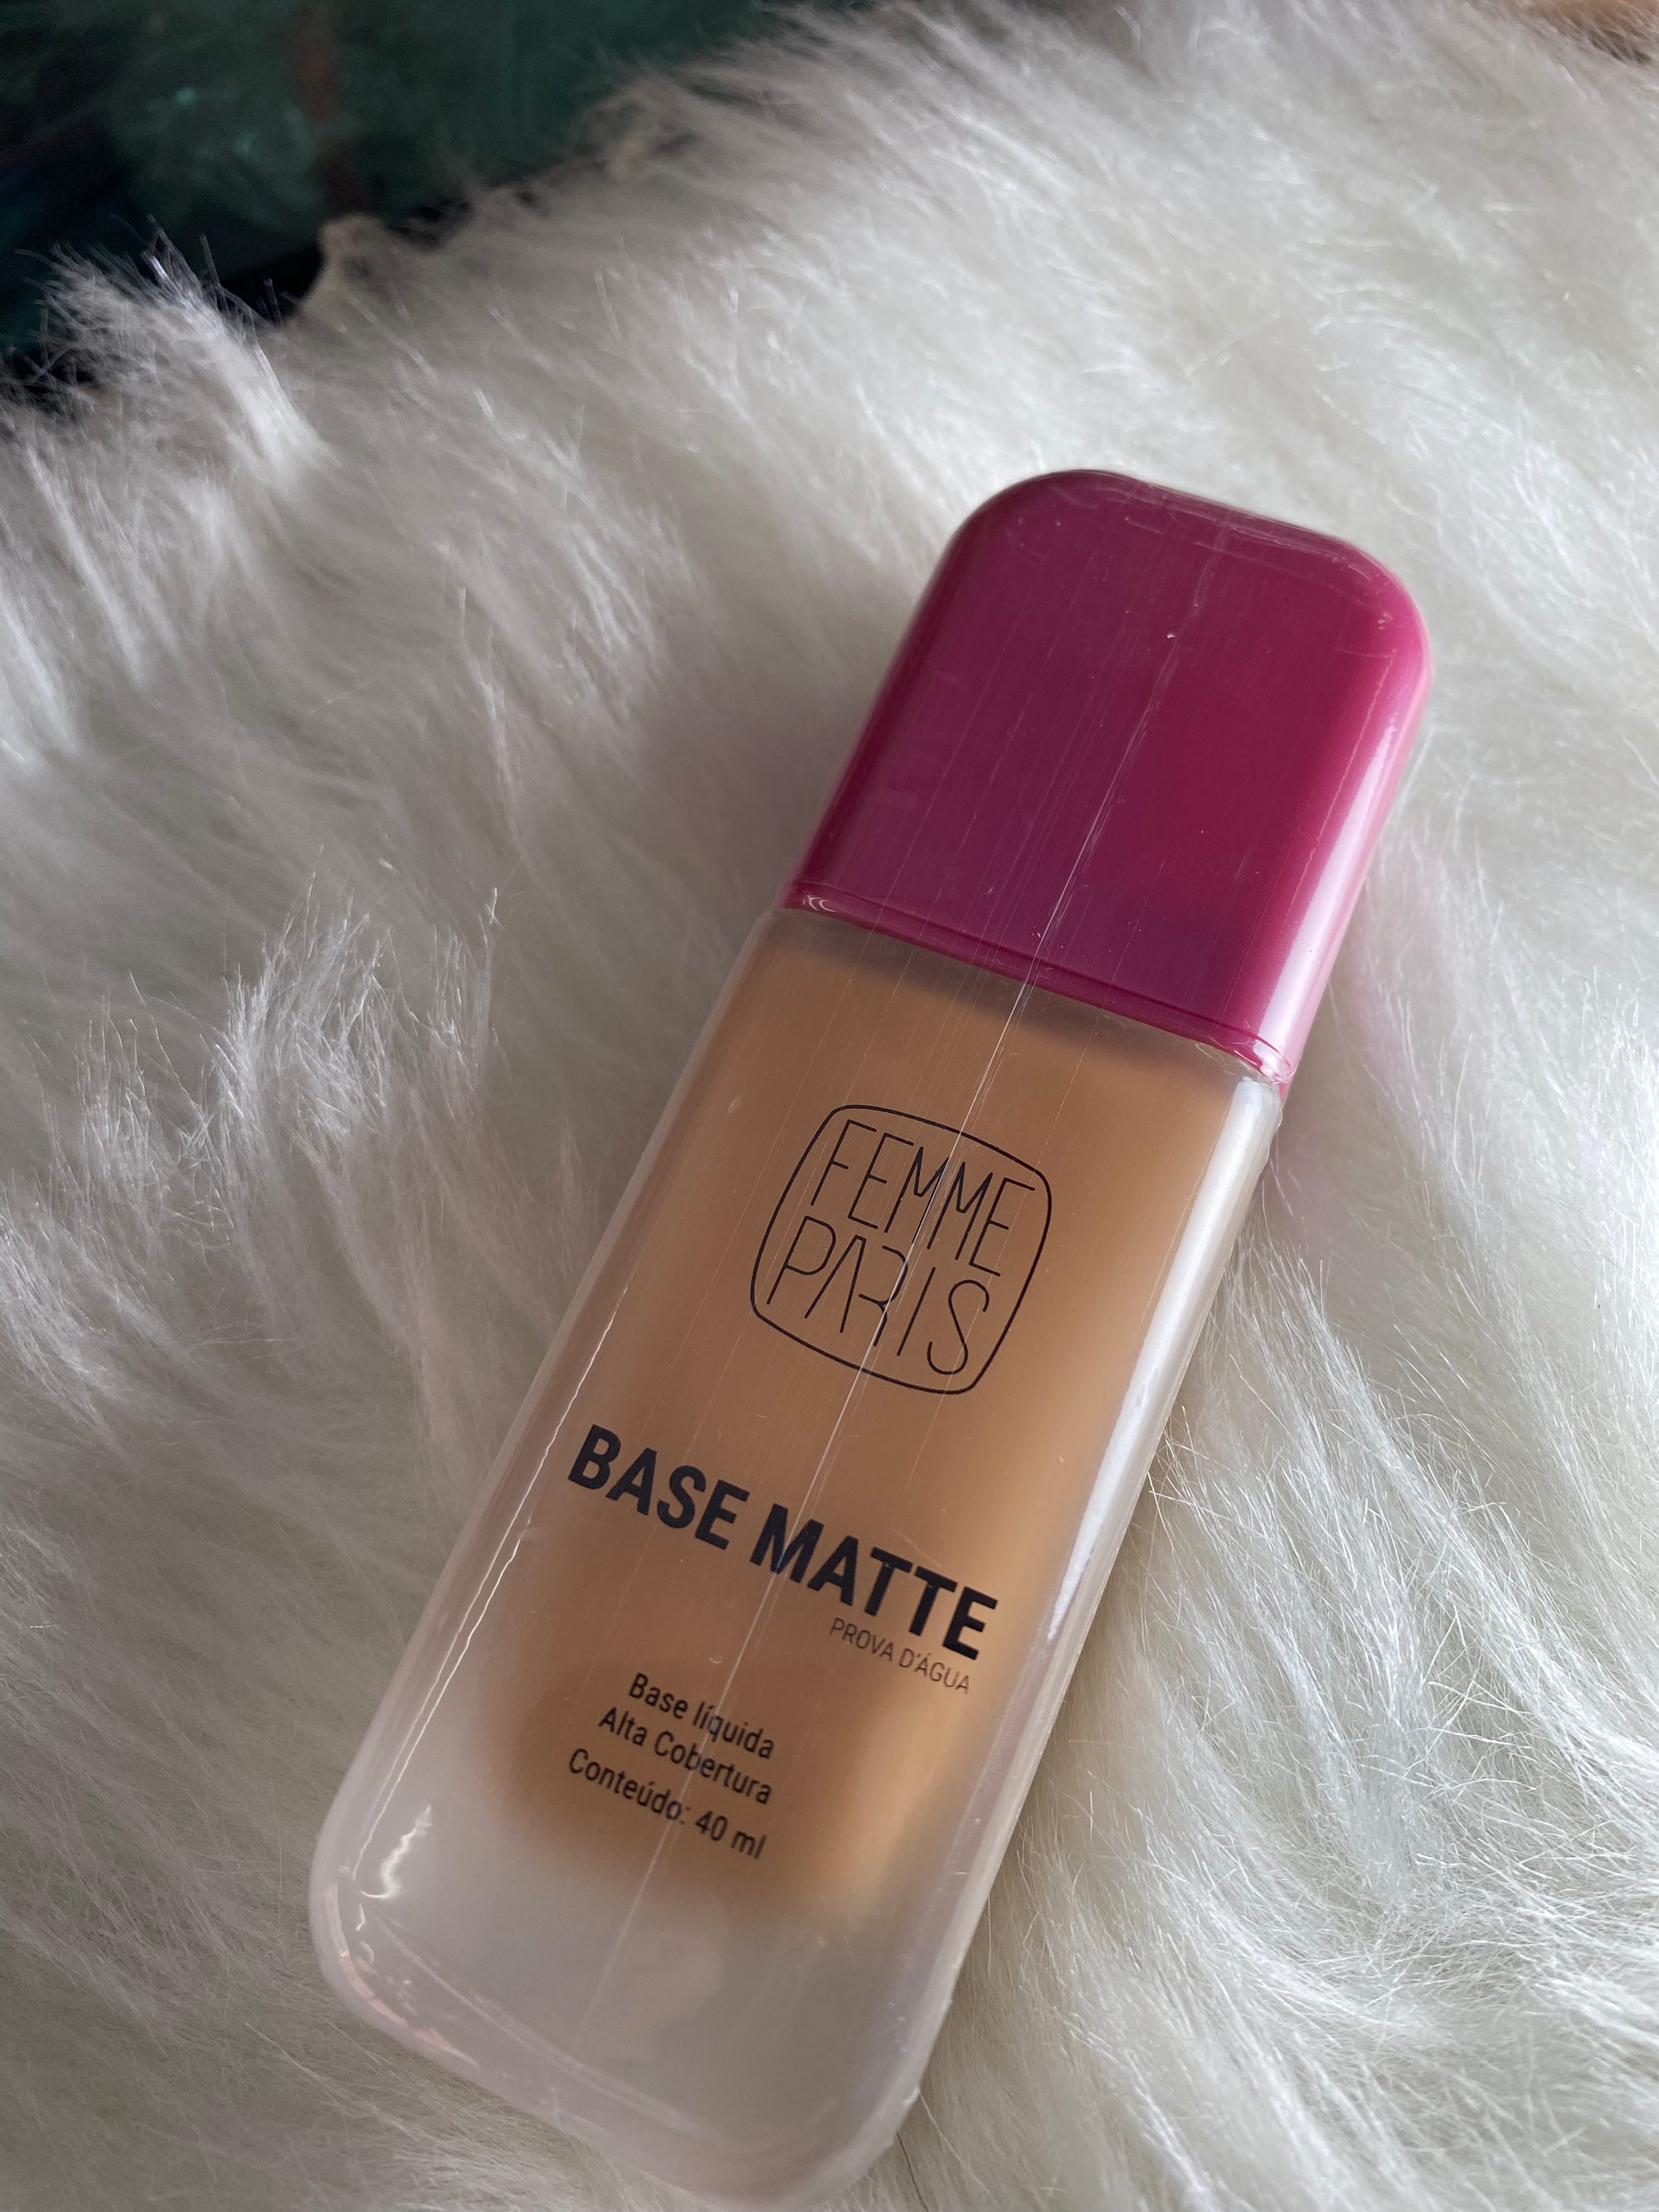 FEMME
PARIS
BASE MATTE
PROVA D'ÁGUA
Base líquida
Alta Cobertura
Conteúdo: 40 ml